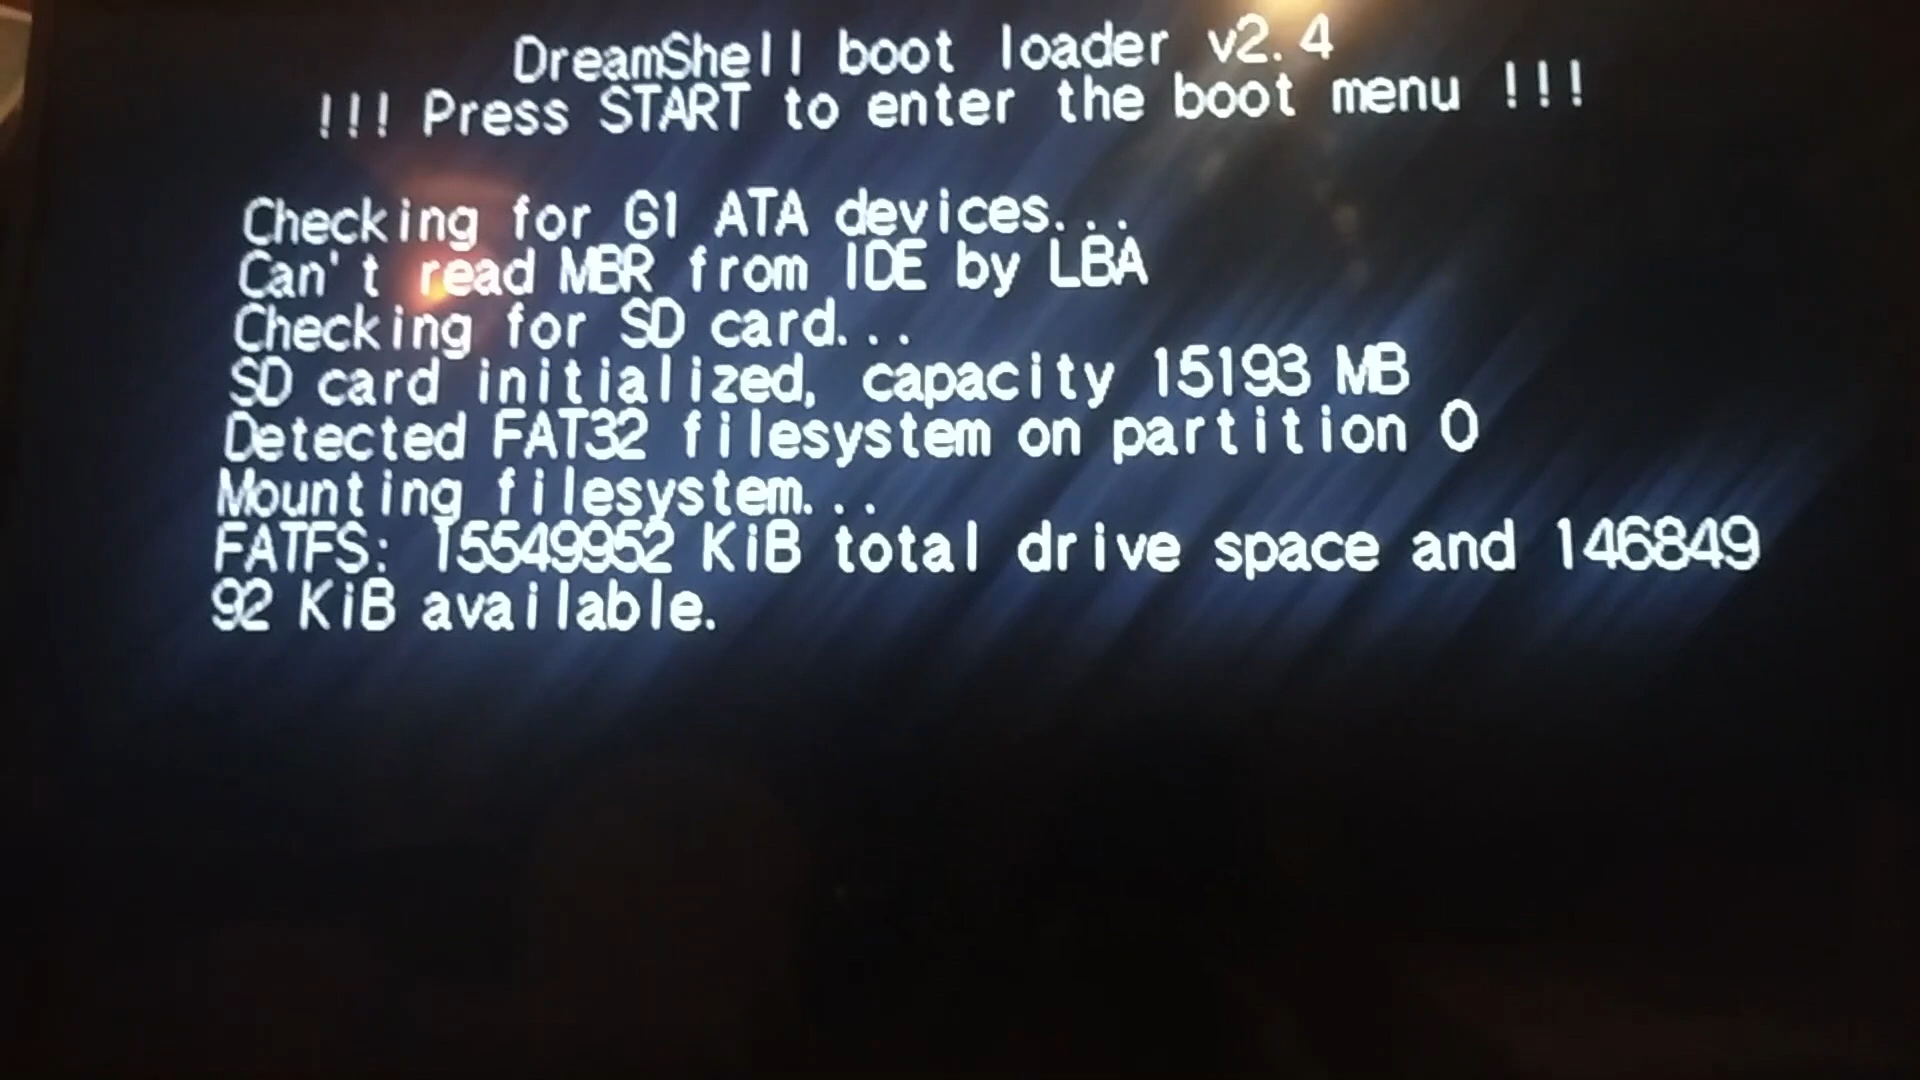 DreamShell boot loader v2.4
!!! Press START to enter the boot menu !!!
Checking for G1 ATA devices...
Can't read MBR from IDE by LBA
Checking for SD card...
SD card initialized, capacity 15193 MB
Detected FAT32 filesystem on partition 0
Mounting filesystem...
FATFS: 15549952 KiB total drive space and 146849
92 KiB available.